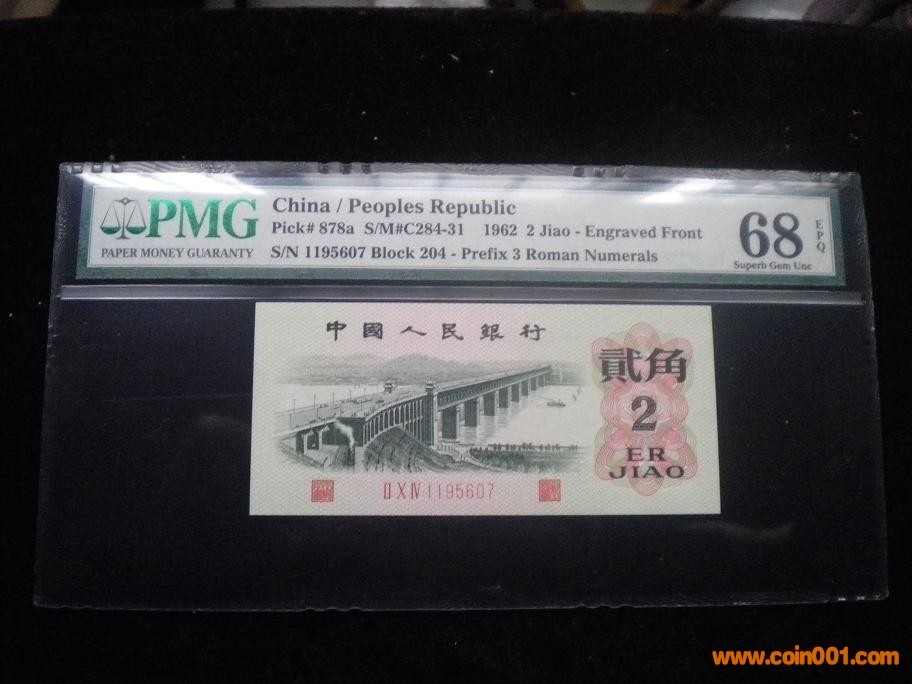 PMG
PAPER MONEY GUARANTY
China / Peoples Republic
Pick# 878a S/M#C284-31 1962 2 Jiao - Engraved Front
S/N 1195607 Block 204 - Prefix 3 Roman Numerals
68
EPQ
Superb Gem Unc
中國人民銀行
貳角
2
ER
JIAO
II X IV 1195607
www.coin001.com